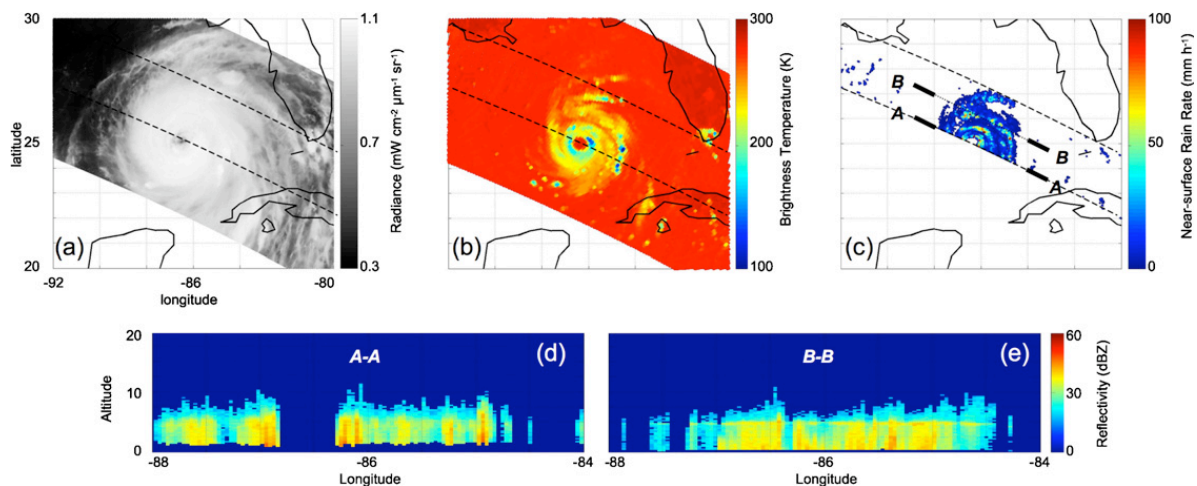 30
25
20
latitude
(a)
-92
-86
-80
longitude
1.1
0.7
0.3
Radiance (mW cm⁻² μm⁻¹ sr⁻¹)
(b)
300
200
100
Brightness Temperature (K)
B
A
B
A
(c)
100
50
0
Near-surface Rain Rate (mm h⁻¹)
20
10
0
Altitude
A-A
(d)
-88
-86
-84
Longitude
B-B
(e)
-88
-86
-84
Longitude
60
30
0
Reflectivity (dBZ)